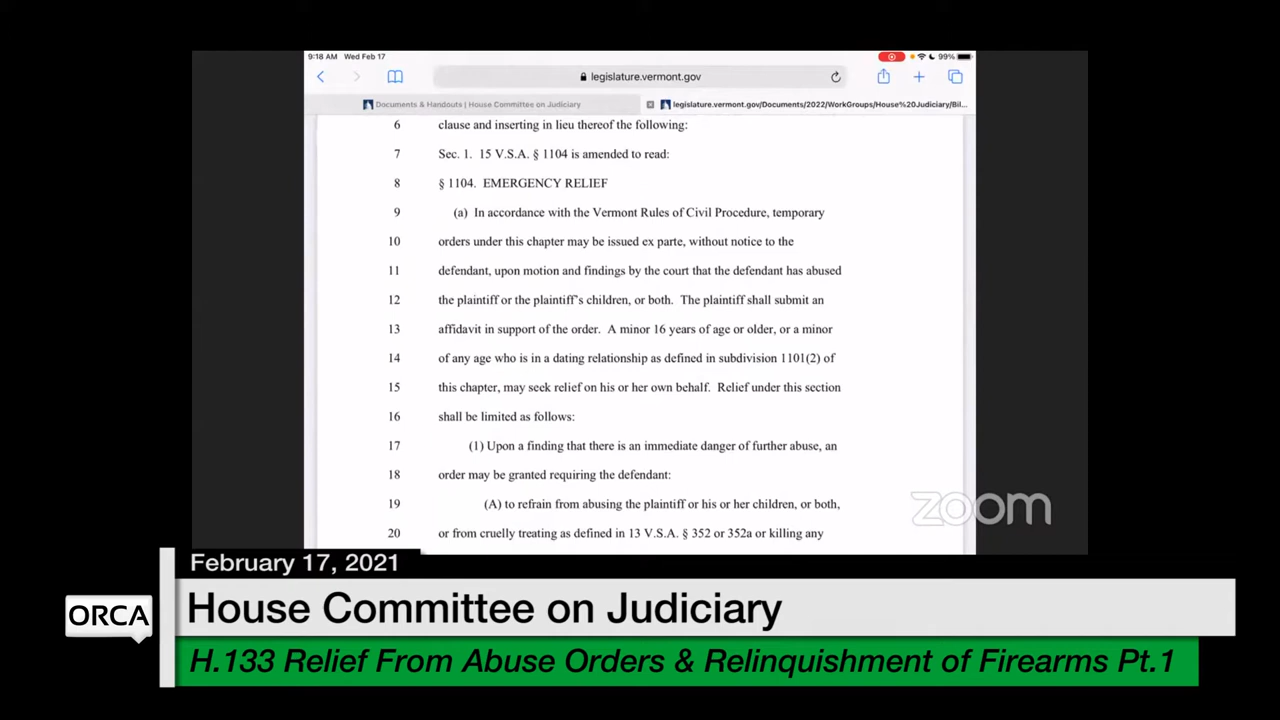 9:18 AM Wed Feb 17
99%
legislature.vermont.gov
Documents & Handouts | House Committee on Judiciary
legislature.vermont.gov/Documents/2022/WorkGroups/House%20Judiciary/Bil...
6 clause and inserting in lieu thereof the following:
7 Sec. 1. 15 V.S.A. § 1104 is amended to read:
8 § 1104. EMERGENCY RELIEF
9 (a) In accordance with the Vermont Rules of Civil Procedure, temporary
10 orders under this chapter may be issued ex parte, without notice to the
11 defendant, upon motion and findings by the court that the defendant has abused
12 the plaintiff or the plaintiff's children, or both. The plaintiff shall submit an
13 affidavit in support of the order. A minor 16 years of age or older, or a minor
14 of any age who is in a dating relationship as defined in subdivision 1101(2) of
15 this chapter, may seek relief on his or her own behalf. Relief under this section
16 shall be limited as follows:
17 (1) Upon a finding that there is an immediate danger of further abuse, an
18 order may be granted requiring the defendant:
19 (A) to refrain from abusing the plaintiff or his or her children, or both,
20 or from cruelly treating as defined in 13 V.S.A. § 352 or 352a or killing any
zoom
February 17, 2021
ORCA
House Committee on Judiciary
H.133 Relief From Abuse Orders & Relinquishment of Firearms Pt.1